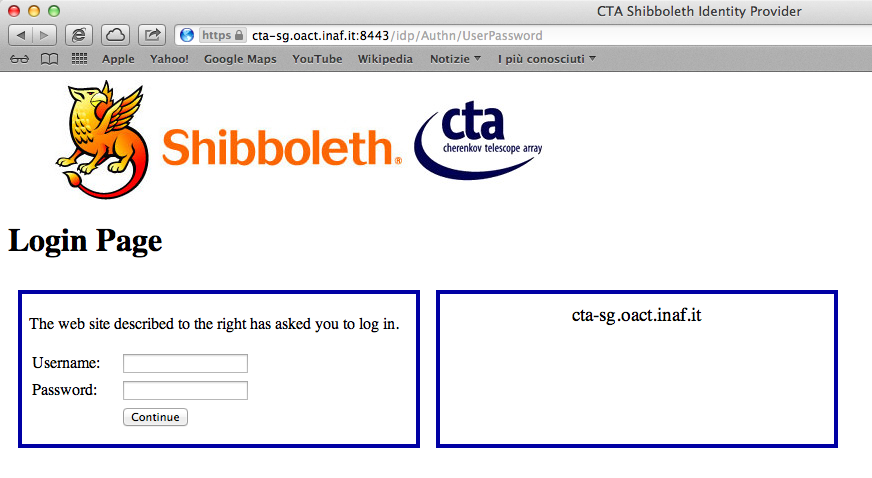 CTA Shibboleth Identity Provider
https cta-sg.oact.inaf.it:8443/idp/Authn/UserPassword
Apple Yahoo! Google Maps YouTube Wikipedia Notizie I più conosciuti
Shibboleth®
cta
cherenkov telescope array
Login Page
The web site described to the right has asked you to log in.
Username:
Password:
Continue
cta-sg.oact.inaf.it